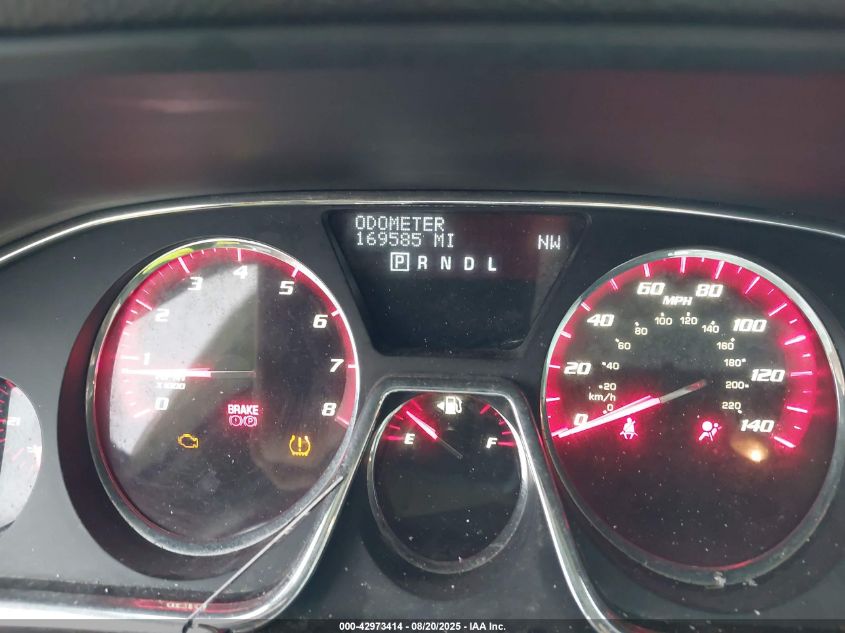 ODOMETER
169585 MI NW
P R N D L
0 1 2 3 4 5 6 7 8
X1000
BRAKE
P
E F
0 20 40 60 80 100 120 140
MPH
0 20 40 60 80 100 120 140 160 180 200 220
km/h
000-42973414 - 08/20/2025 - IAA Inc.